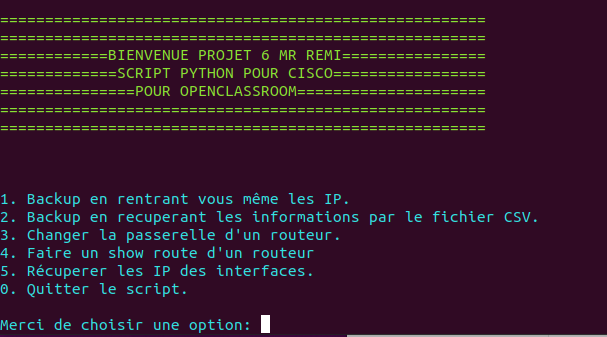 ======================================================
======================================================
============BIENVENUE PROJET 6 MR REMI================
=============SCRIPT PYTHON POUR CISCO=================
===============POUR OPENCLASSROOM=====================
======================================================
======================================================
1. Backup en rentrant vous même les IP.
2. Backup en recuperant les informations par le fichier CSV.
3. Changer la passerelle d'un routeur.
4. Faire un show route d'un routeur
5. Récuperer les IP des interfaces.
0. Quitter le script.
Merci de choisir une option: